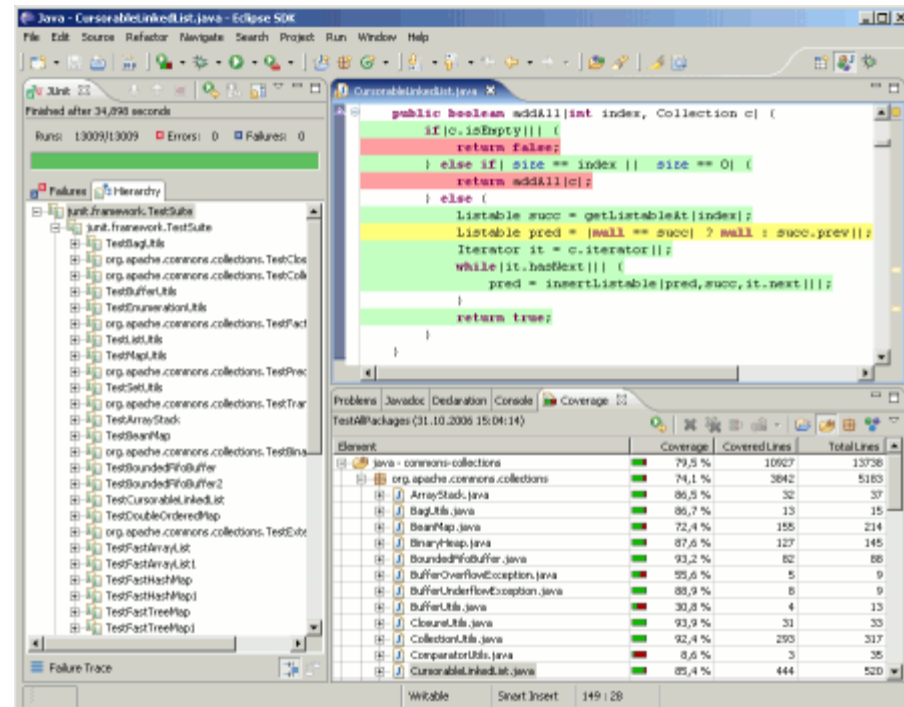 Java - CursorableLinkedList.java - Eclipse SDK
File Edit Source Refactor Navigate Search Project Run Window Help
JUnit
Finished after 34,898 seconds
Runs: 13009/13009 Errors: 0 Failures: 0
Failures Hierarchy
junit.framework.TestSuite
junit.framework.TestSuite
TestBagUtils
org.apache.commons.collections.TestClos
org.apache.commons.collections.TestColl
TestBufferUtils
TestEnumerationUtils
org.apache.commons.collections.TestFact
TestListUtils
TestMapUtils
org.apache.commons.collections.TestPrec
TestSetUtils
org.apache.commons.collections.TestTran
TestArrayStack
TestBeanMap
org.apache.commons.collections.TestBina
TestBoundedFifoBuffer
TestBoundedFifoBuffer2
TestCursorableLinkedList
TestDoubleOrderedMap
org.apache.commons.collections.TestExte
TestFastArrayList
TestFastArrayList1
TestFastHashMap
TestFastHashMap1
TestFastTreeMap
TestFastTreeMap1
Failure Trace
CursorableLinkedList.java
public boolean addAll(int index, Collection c) {
if(c.isEmpty()) {
return false;
} else if( size == index || size == 0) {
return addAll(c);
} else {
Listable succ = getListableAt(index);
Listable pred = (null == succ) ? null : succ.prev();
Iterator it = c.iterator();
while(it.hasNext()) {
pred = insertListable(pred,succ,it.next());
}
return true;
}
}
Problems Javadoc Declaration Console Coverage
TestAllPackages (31.10.2006 15:04:14)
Element Coverage Covered Lines Total Lines
java - commons-collections 79,5 % 10927 13738
org.apache.commons.collections 74,1 % 3842 5183
ArrayStack.java 86,5 % 32 37
BagUtils.java 86,7 % 13 15
BeanMap.java 72,4 % 155 214
BinaryHeap.java 87,6 % 127 145
BoundedFifoBuffer.java 93,2 % 82 88
BufferOverflowException.java 55,6 % 5 9
BufferUnderflowException.java 88,9 % 8 9
BufferUtils.java 30,8 % 4 13
ClosureUtils.java 93,9 % 31 33
CollectionUtils.java 92,4 % 293 317
ComparatorUtils.java 8,6 % 3 35
CursorableLinkedList.java 85,4 % 444 520
Writable Smart Insert 149 : 28